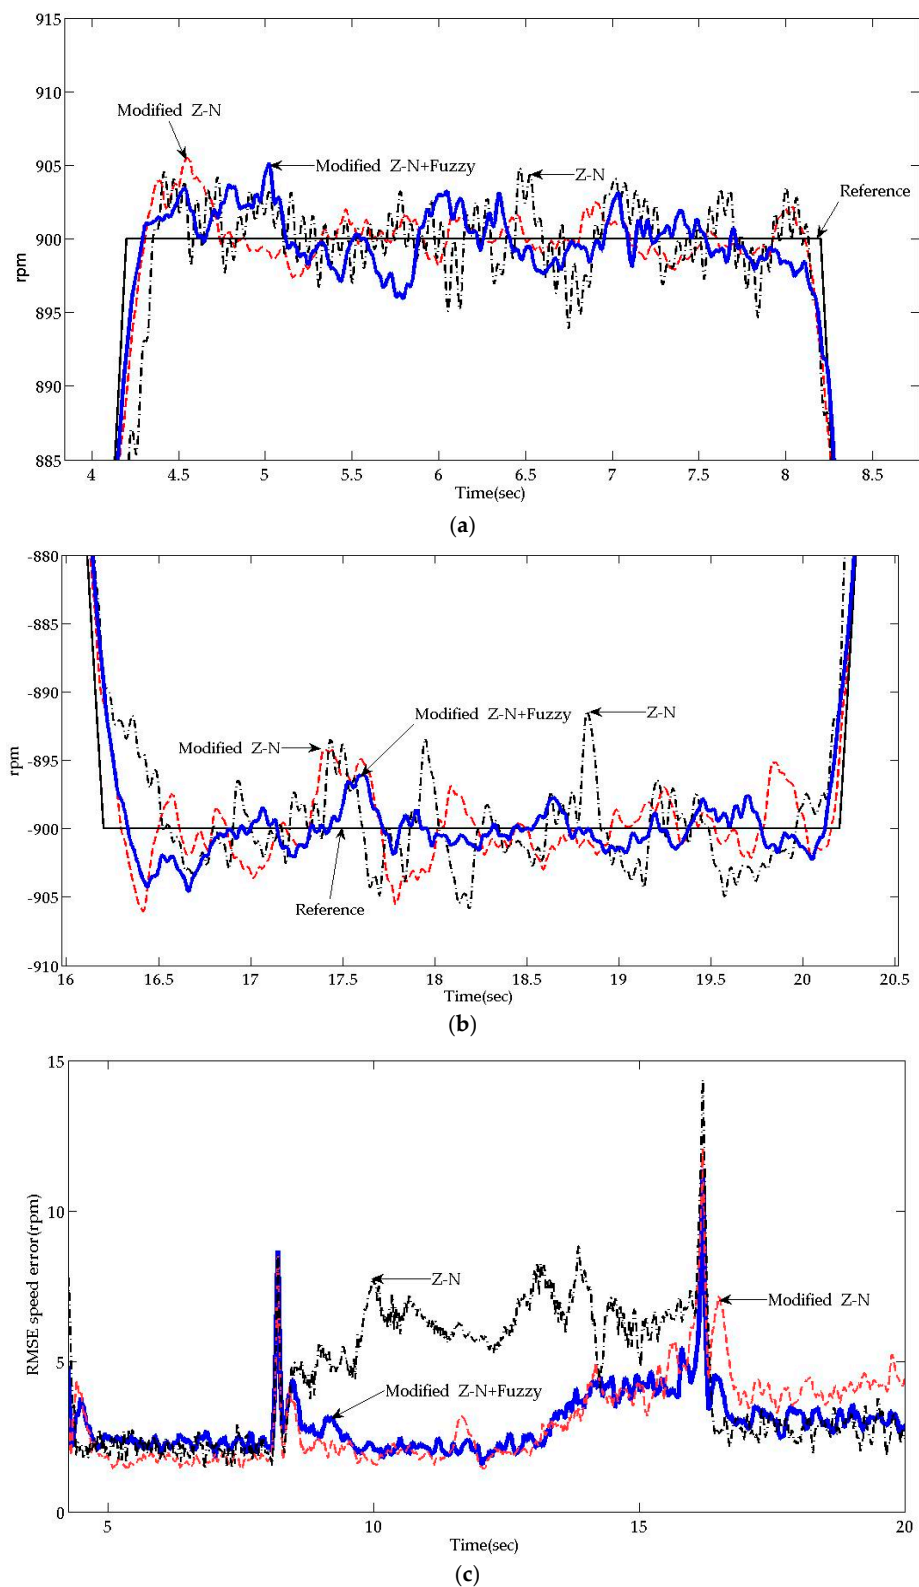 915
910
905
900
895
890
885
rpm
Modified Z-N
Modified Z-N+Fuzzy
Z-N
Reference
4 4.5 5 5.5 6 6.5 7 7.5 8 8.5
Time(sec)
(a)
-880
-885
-890
-895
-900
-905
-910
rpm
Modified Z-N+Fuzzy
Z-N
Modified Z-N
Reference
16 16.5 17 17.5 18 18.5 19 19.5 20 20.5
Time(sec)
(b)
15
10
5
0
RMSE speed error(rpm)
Z-N
Modified Z-N
Modified Z-N+Fuzzy
5 10 15 20
Time(sec)
(c)